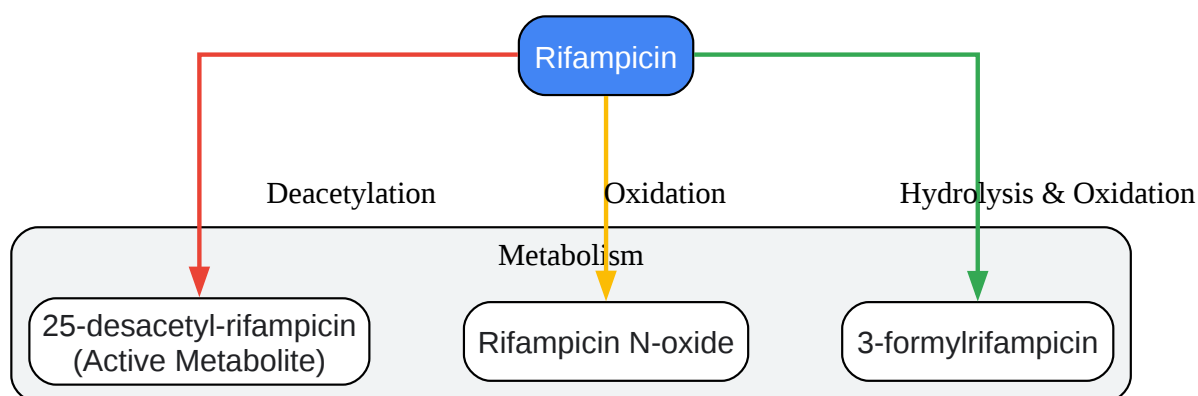 Rifampicin
Deacetylation
Oxidation
Hydrolysis & Oxidation
Metabolism
25-desacetyl-rifampicin
(Active Metabolite)
Rifampicin N-oxide
3-formylrifampicin